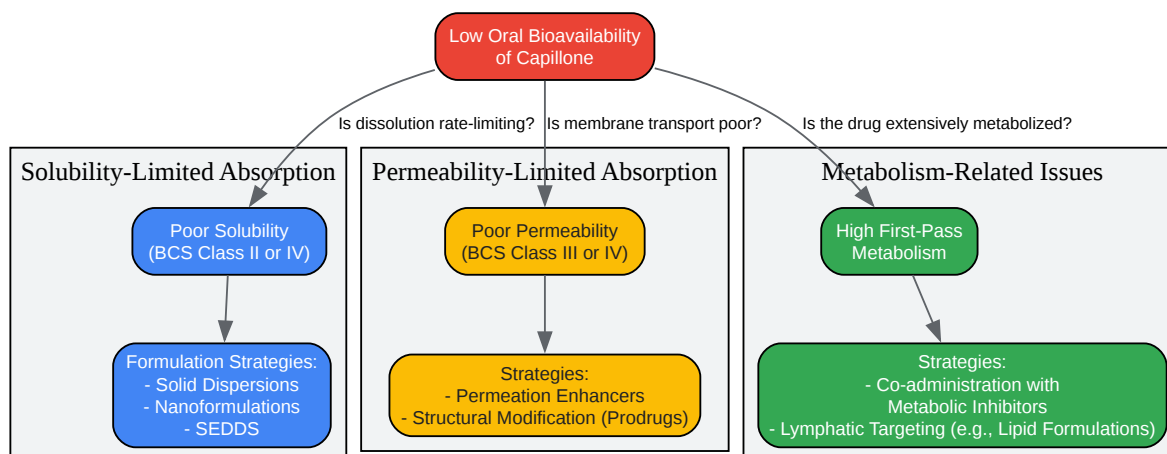 Low Oral Bioavailability
of Capillone
Is dissolution rate-limiting?
Is membrane transport poor?
Is the drug extensively metabolized?
Solubility-Limited Absorption
Permeability-Limited Absorption
Metabolism-Related Issues
Poor Solubility
(BCS Class II or IV)
Poor Permeability
(BCS Class III or IV)
High First-Pass
Metabolism
Formulation Strategies:
- Solid Dispersions
- Nanoformulations
- SEDDS
Strategies:
- Permeation Enhancers
- Structural Modification (Prodrugs)
Strategies:
- Co-administration with
Metabolic Inhibitors
- Lymphatic Targeting (e.g., Lipid Formulations)